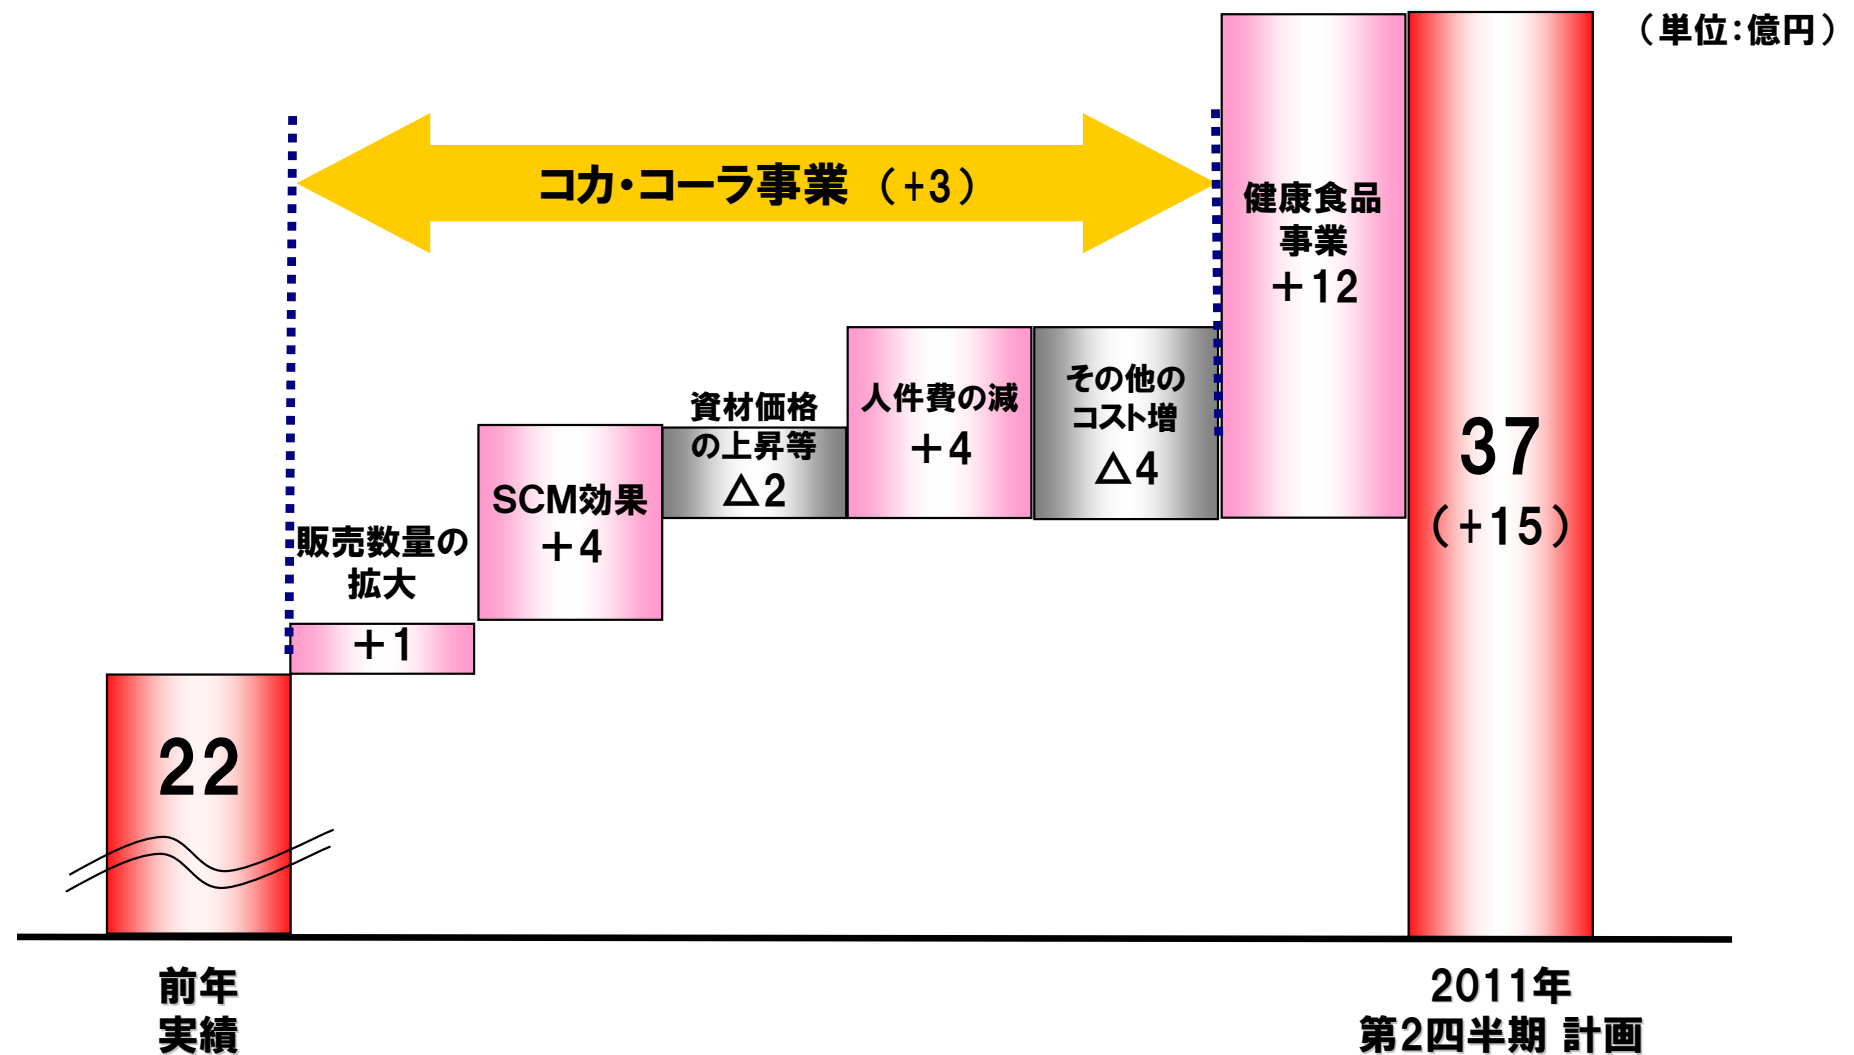 （単位：億円）
コカ・コーラ事業（+3）
健康食品
事業
＋12
その他の
コスト増
△4
人件費の減
＋4
資材価格
の上昇等
△2
SCM効果
＋4
販売数量の
拡大
＋1
22
37
（+15）
前年
実績
2011年
第2四半期 計画